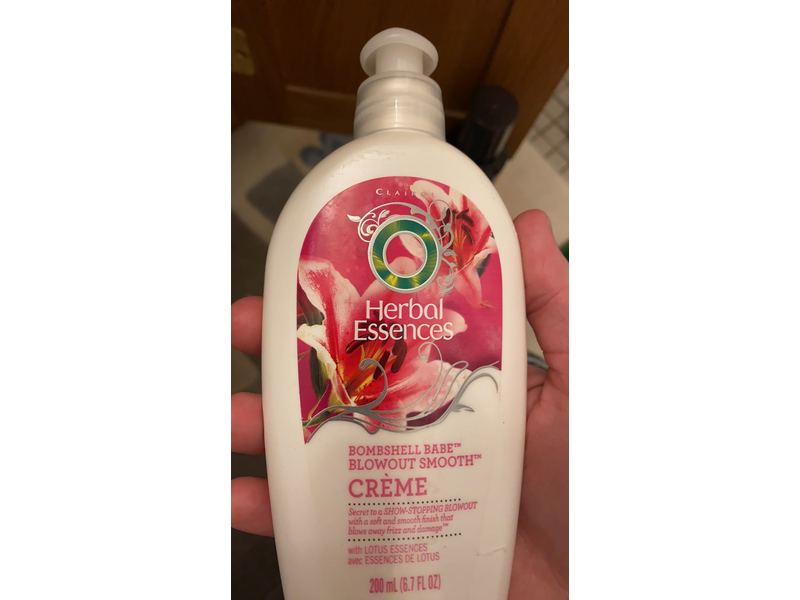 Herbal
Essences
BOMBSHELL BABE™
BLOWOUT SMOOTH™
CRÈME
Secret to a SHOW-STOPPING BLOWOUT
with a soft and smooth finish that
blows away frizz and damage™
with LOTUS ESSENCES
avec ESSENCES DE LOTUS
200 mL (6.7 FL OZ)